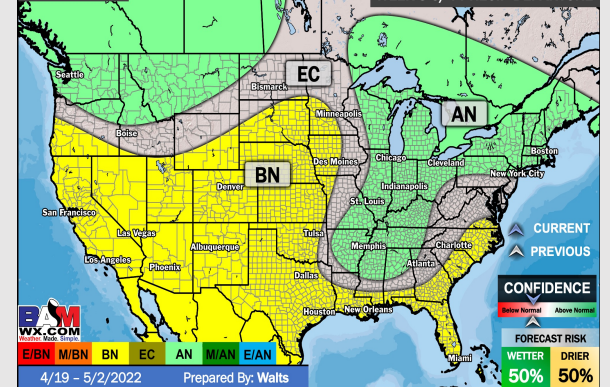 EC
AN
BN
Seattle
Bismarck
Minneapolis
Boise
Boston
Chicago
Cleveland
Des Moines
New York City
Indianapolis
Denver
St. Louis
San Francisco
Las Vegas
Tulsa
Charlotte
Albuquerque
Memphis
Los Angeles
Phoenix
Atlanta
Dallas
Houston
New Orleans
Miami
CURRENT
PREVIOUS
CONFIDENCE
Below Normal Above Normal
FORECAST RISK
WETTER DRIER
50% 50%
BAM
WX.COM
Weather. Made. Simple.
E/BN M/BN BN EC AN M/AN E/AN
4/19 – 5/2/2022 Prepared By: Walts